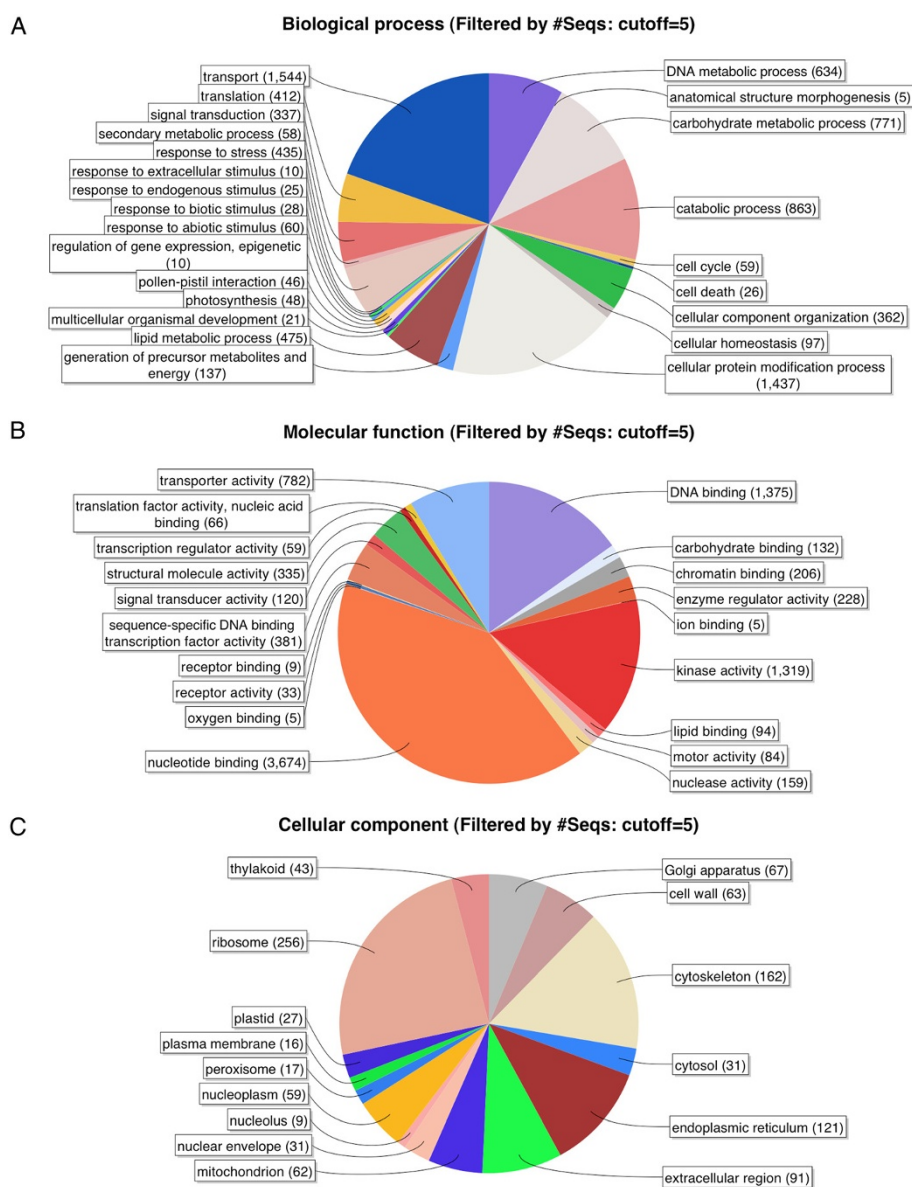 A
Biological process (Filtered by #Seqs: cutoff=5)
transport (1,544)
translation (412)
signal transduction (337)
secondary metabolic process (58)
response to stress (435)
response to extracellular stimulus (10)
response to endogenous stimulus (25)
response to biotic stimulus (28)
response to abiotic stimulus (60)
regulation of gene expression, epigenetic
(10)
pollen-pistil interaction (46)
photosynthesis (48)
multicellular organismal development (21)
lipid metabolic process (475)
generation of precursor metabolites and
energy (137)
DNA metabolic process (634)
anatomical structure morphogenesis (5)
carbohydrate metabolic process (771)
catabolic process (863)
cell cycle (59)
cell death (26)
cellular component organization (362)
cellular homeostasis (97)
cellular protein modification process
(1,437)
B
Molecular function (Filtered by #Seqs: cutoff=5)
transporter activity (782)
translation factor activity, nucleic acid
binding (66)
transcription regulator activity (59)
structural molecule activity (335)
signal transducer activity (120)
sequence-specific DNA binding
transcription factor activity (381)
receptor binding (9)
receptor activity (33)
oxygen binding (5)
nucleotide binding (3,674)
DNA binding (1,375)
carbohydrate binding (132)
chromatin binding (206)
enzyme regulator activity (228)
ion binding (5)
kinase activity (1,319)
lipid binding (94)
motor activity (84)
nuclease activity (159)
C
Cellular component (Filtered by #Seqs: cutoff=5)
thylakoid (43)
ribosome (256)
plastid (27)
plasma membrane (16)
peroxisome (17)
nucleoplasm (59)
nucleolus (9)
nuclear envelope (31)
mitochondrion (62)
Golgi apparatus (67)
cell wall (63)
cytoskeleton (162)
cytosol (31)
endoplasmic reticulum (121)
extracellular region (91)